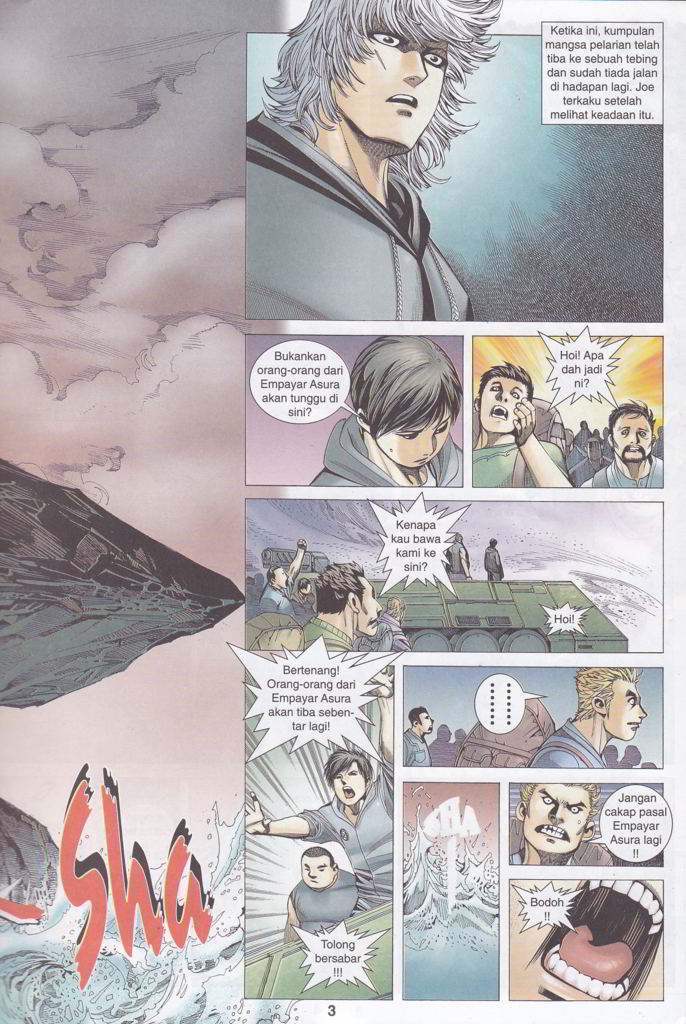 Ketika ini, kumpulan
mangsa pelarian telah
tiba ke sebuah tebing
dan sudah tiada jalan
di hadapan lagi. Joe
terkaku setelah
melihat keadaan itu.
Bukankan
orang-orang dari
Empayar Asura
akan tunggu di
sini?
Hoi! Apa
dah jadi
ni?
Kenapa
kau bawa
kami ke
sini?
Hoi!
Bertenang!
Orang-orang dari
Empayar Asura
akan tiba seben-
tar lagi!
Tolong
bersabar
!!!
Jangan
cakap pasal
Empayar
Asura lagi
!!
Bodoh
!!
SHA
Sha
3